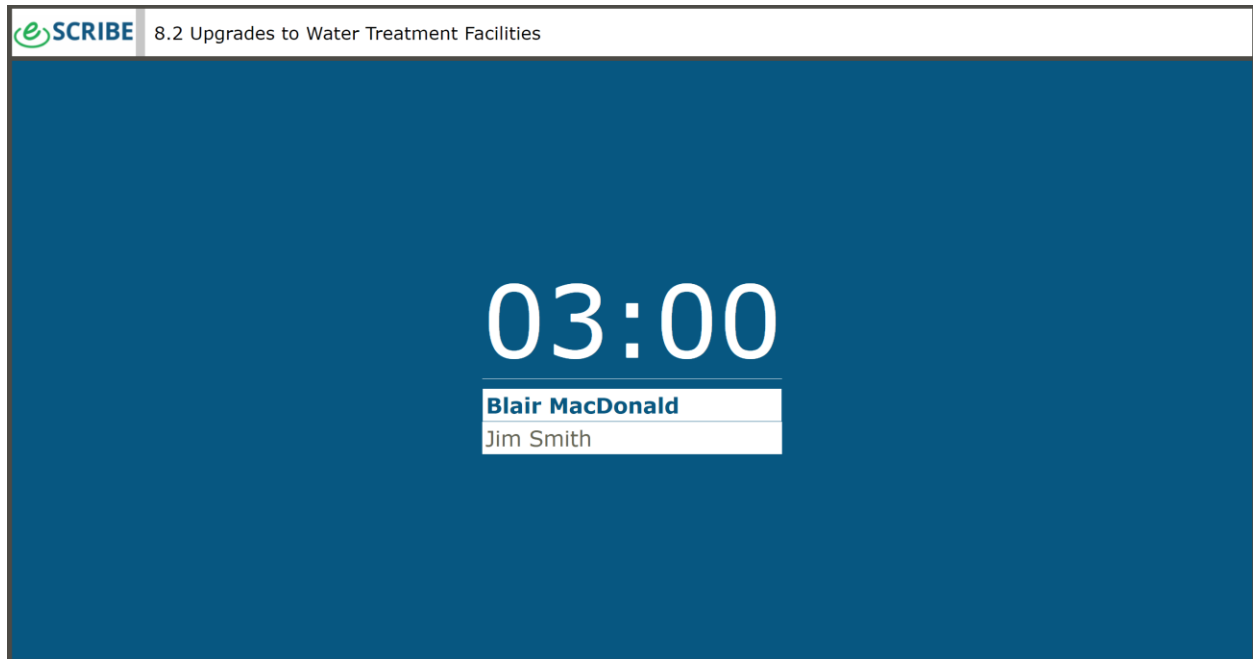 eSCRIBE 8.2 Upgrades to Water Treatment Facilities
03:00
Blair MacDonald
Jim Smith